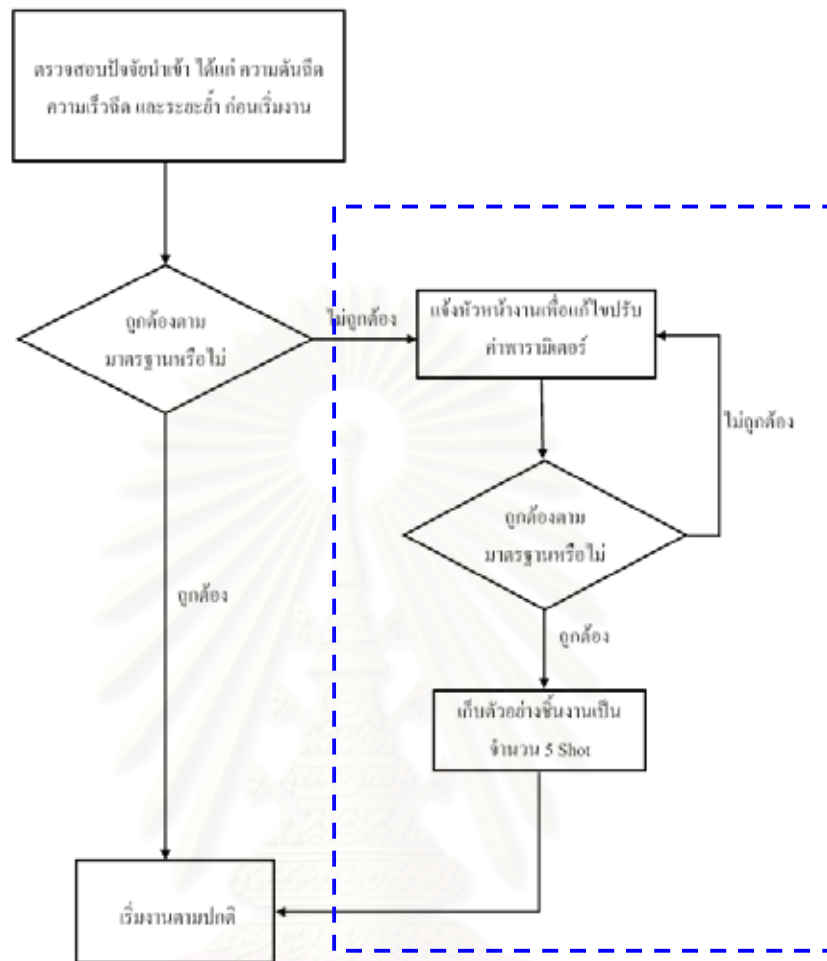 ตรวจสอบปัจจัยนำเข้า ได้แก่ ความดันฉีด
ความเร็วฉีด และระยะย้ำ ก่อนเริ่มงาน
ถูกต้องตาม
มาตรฐานหรือไม่
ไม่ถูกต้อง
แจ้งหัวหน้างานเพื่อแก้ไขปรับ
ค่าพารามิเตอร์
ไม่ถูกต้อง
ถูกต้องตาม
มาตรฐานหรือไม่
ถูกต้อง
ถูกต้อง
เก็บตัวอย่างชิ้นงานเป็น
จำนวน 5 Shot
เริ่มงานตามปกติ